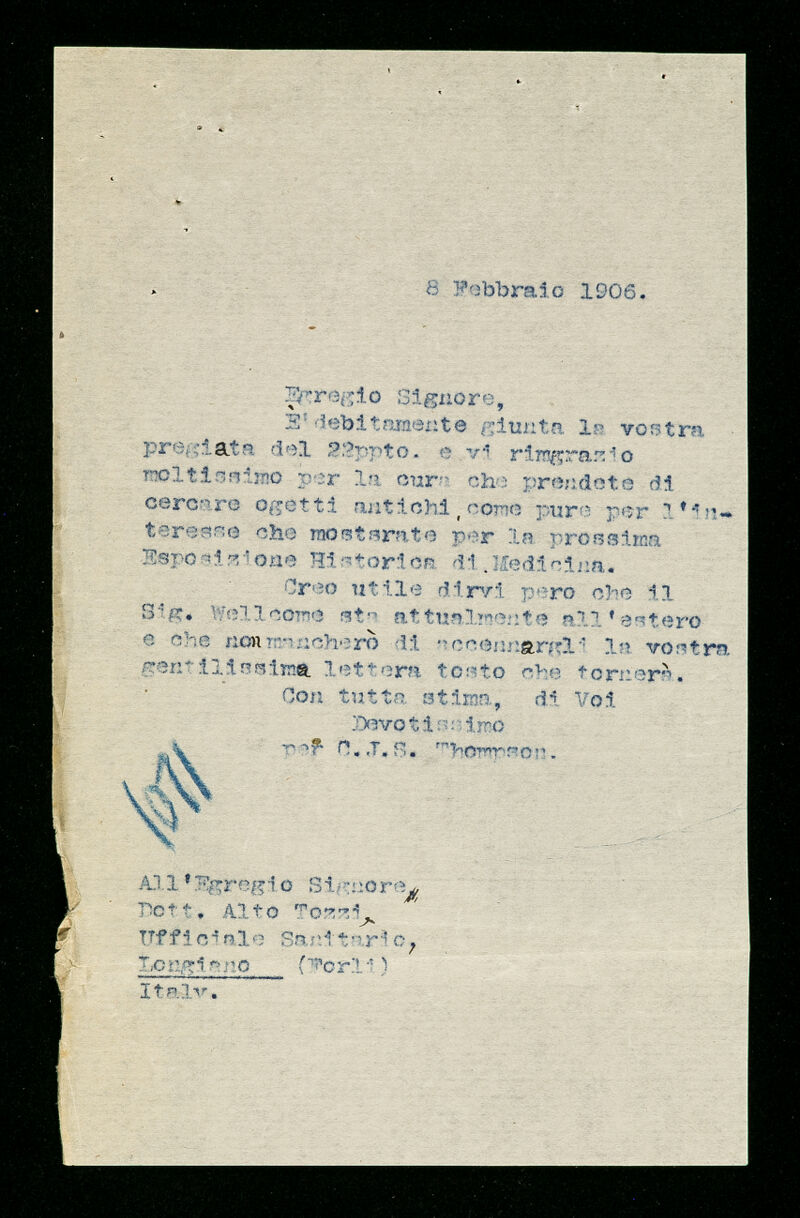 8 Febbraio 1906.
Egregio Signore,
E' debitamente giunta la vostra
pregiata del 22ppto. e vi rimgrazio
moltissimo per la cura che prendete di
cercare ogetti antichi, come pure per l'in-
teresse che mostsrate per la prossima
Esposizione Historica di.Medicina.
Creo utile dirvi pero che il
Sig. Wellcome sta attualmente all'estero
e che non mancherò di accennargli la vostra
gentilissima lettera tosto che tornerà.
Con tutta stima, di Voi
Devotissimo
per C.J.S. Thompson.
1071
All'Egregio Signore,
Dott. Alto Tozzi,
Ufficiale Sanitario,
Longiano (Forli)
Italy.